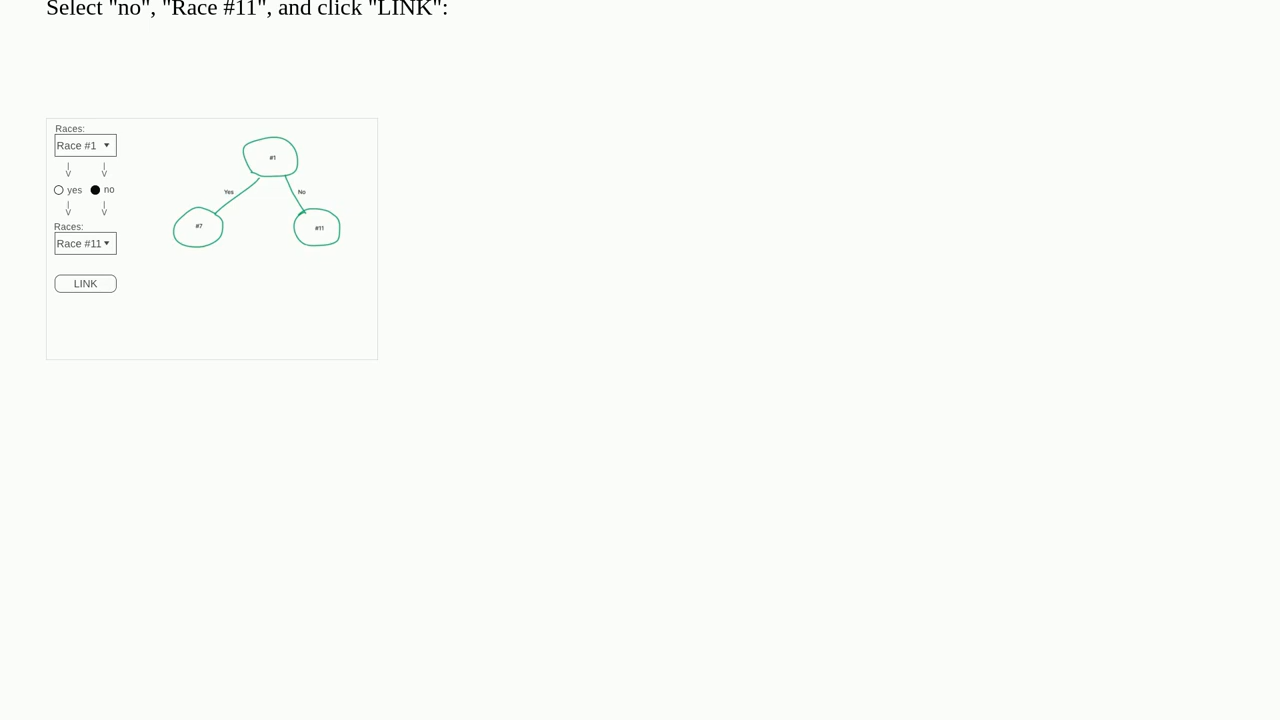 Select "no", "Race #11", and click "LINK":
Races:
Race #1
yes no
Races:
Race #11
LINK
#1
Yes No
#7 #11